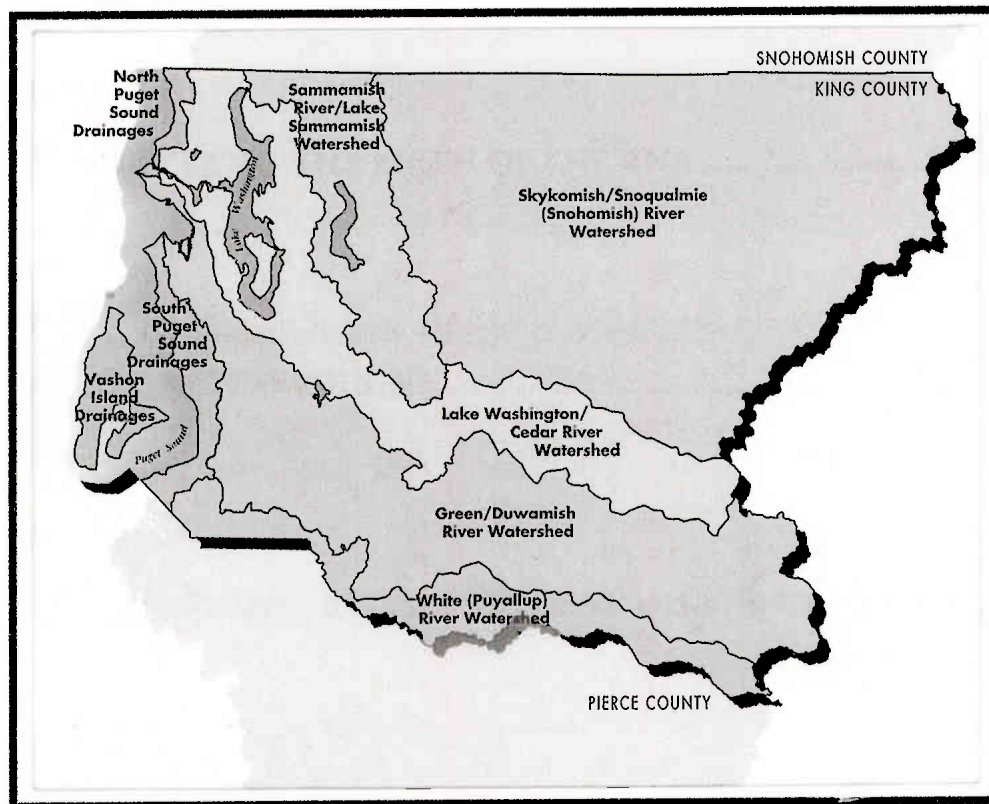 SNOHOMISH COUNTY
KING COUNTY
North
Puget
Sound
Drainages
Sammamish
River/Lake
Sammamish
Watershed
Lake Washington
Skykomish/Snoqualmie
(Snohomish) River
Watershed
South
Puget
Sound
Drainages
Vashon
Island
Drainages
Puget Sound
Lake Washington/
Cedar River
Watershed
Green/Duwamish
River Watershed
White (Puyallup)
River Watershed
PIERCE COUNTY